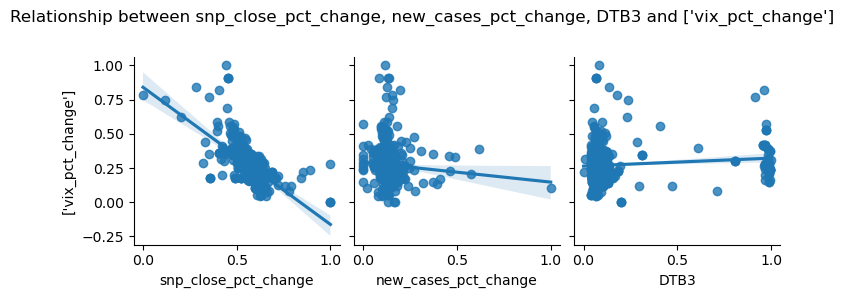 Relationship between snp_close_pct_change, new_cases_pct_change, DTB3 and ['vix_pct_change']
['vix_pct_change']
1.00
0.75
0.50
0.25
0.00
−0.25
0.0 0.5 1.0 0.0 0.5 1.0 0.0 0.5 1.0
snp_close_pct_change new_cases_pct_change DTB3